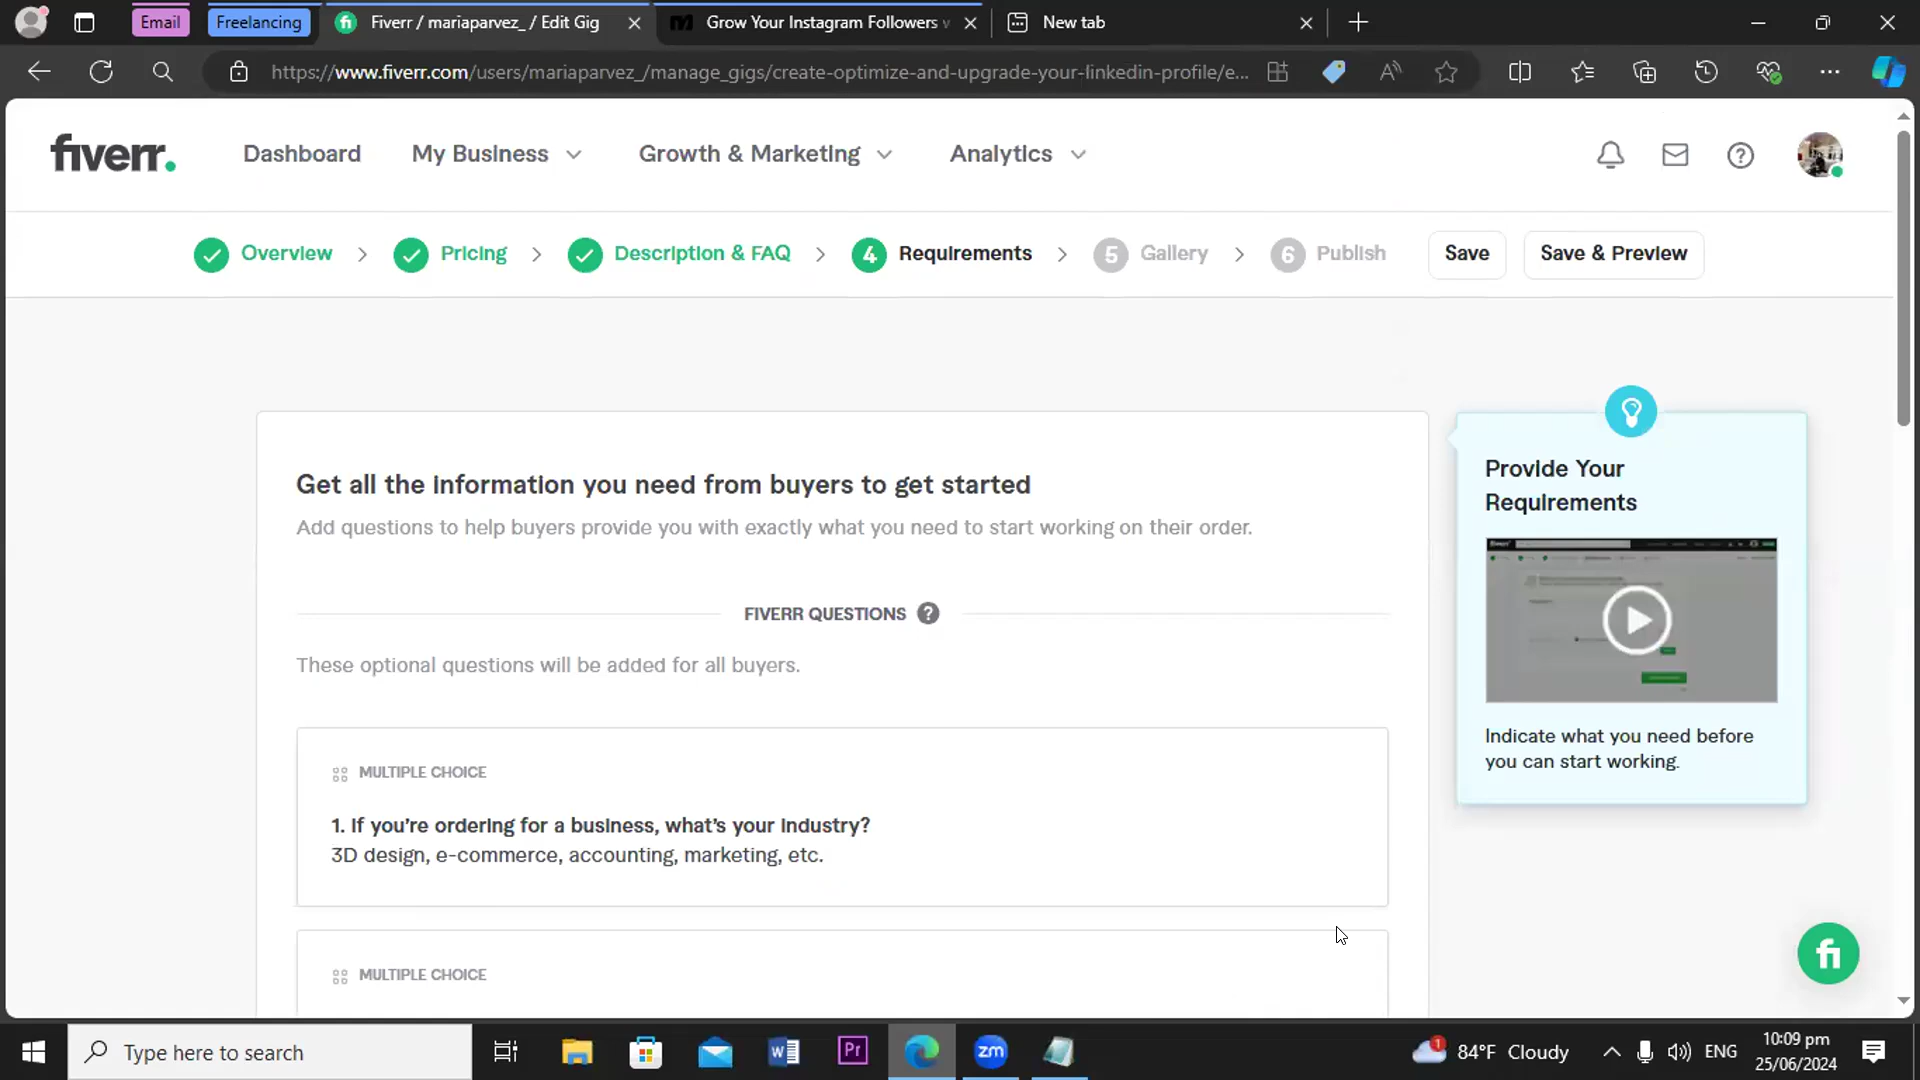 Email
Freelancing
Fiverr / mariaparvez_ / Edit Gig
Grow Your Instagram Followers
New tab
https://www.fiverr.com/users/mariaparvez_/manage_gigs/create-optimize-and-upgrade-your-linkedin-profile/e...
fiverr.
Dashboard
My Business
Growth & Marketing
Analytics
Overview
Pricing
Description & FAQ
4 Requirements
5 Gallery
6 Publish
Save
Save & Preview
Get all the information you need from buyers to get started
Add questions to help buyers provide you with exactly what you need to start working on their order.
FIVERR QUESTIONS ?
These optional questions will be added for all buyers.
MULTIPLE CHOICE
1. If you're ordering for a business, what's your industry?
3D design, e-commerce, accounting, marketing, etc.
MULTIPLE CHOICE
Provide Your
Requirements
Indicate what you need before
you can start working.
fi
Type here to search
W
Pr
zm
1
84°F Cloudy
ENG
10:09 pm
25/06/2024